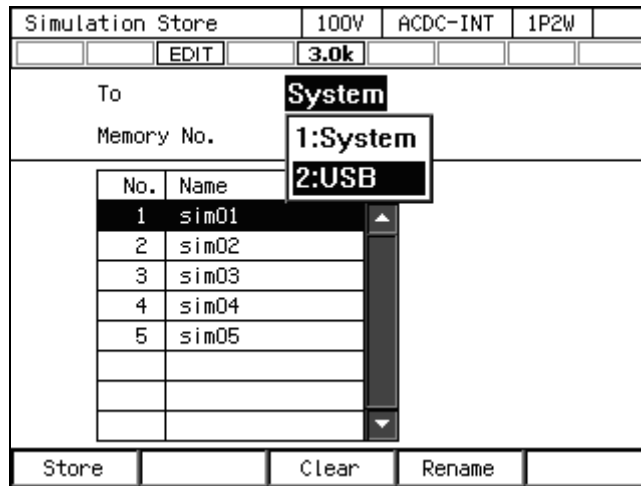 Simulation Store 100V ACDC-INT 1P2W
EDIT 3.0k
To System
Memory No. 1:System
2:USB
No. Name
1 sim01
2 sim02
3 sim03
4 sim04
5 sim05
Store Clear Rename